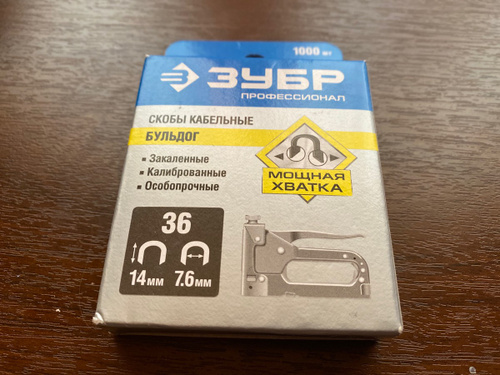 1000 шт
ЗУБР
ПРОФЕССИОНАЛ
СКОБЫ КАБЕЛЬНЫЕ
БУЛЬДОГ
Закаленные
Калиброванные
Особопрочные
МОЩНАЯ
ХВАТКА
36
14мм 7.6мм